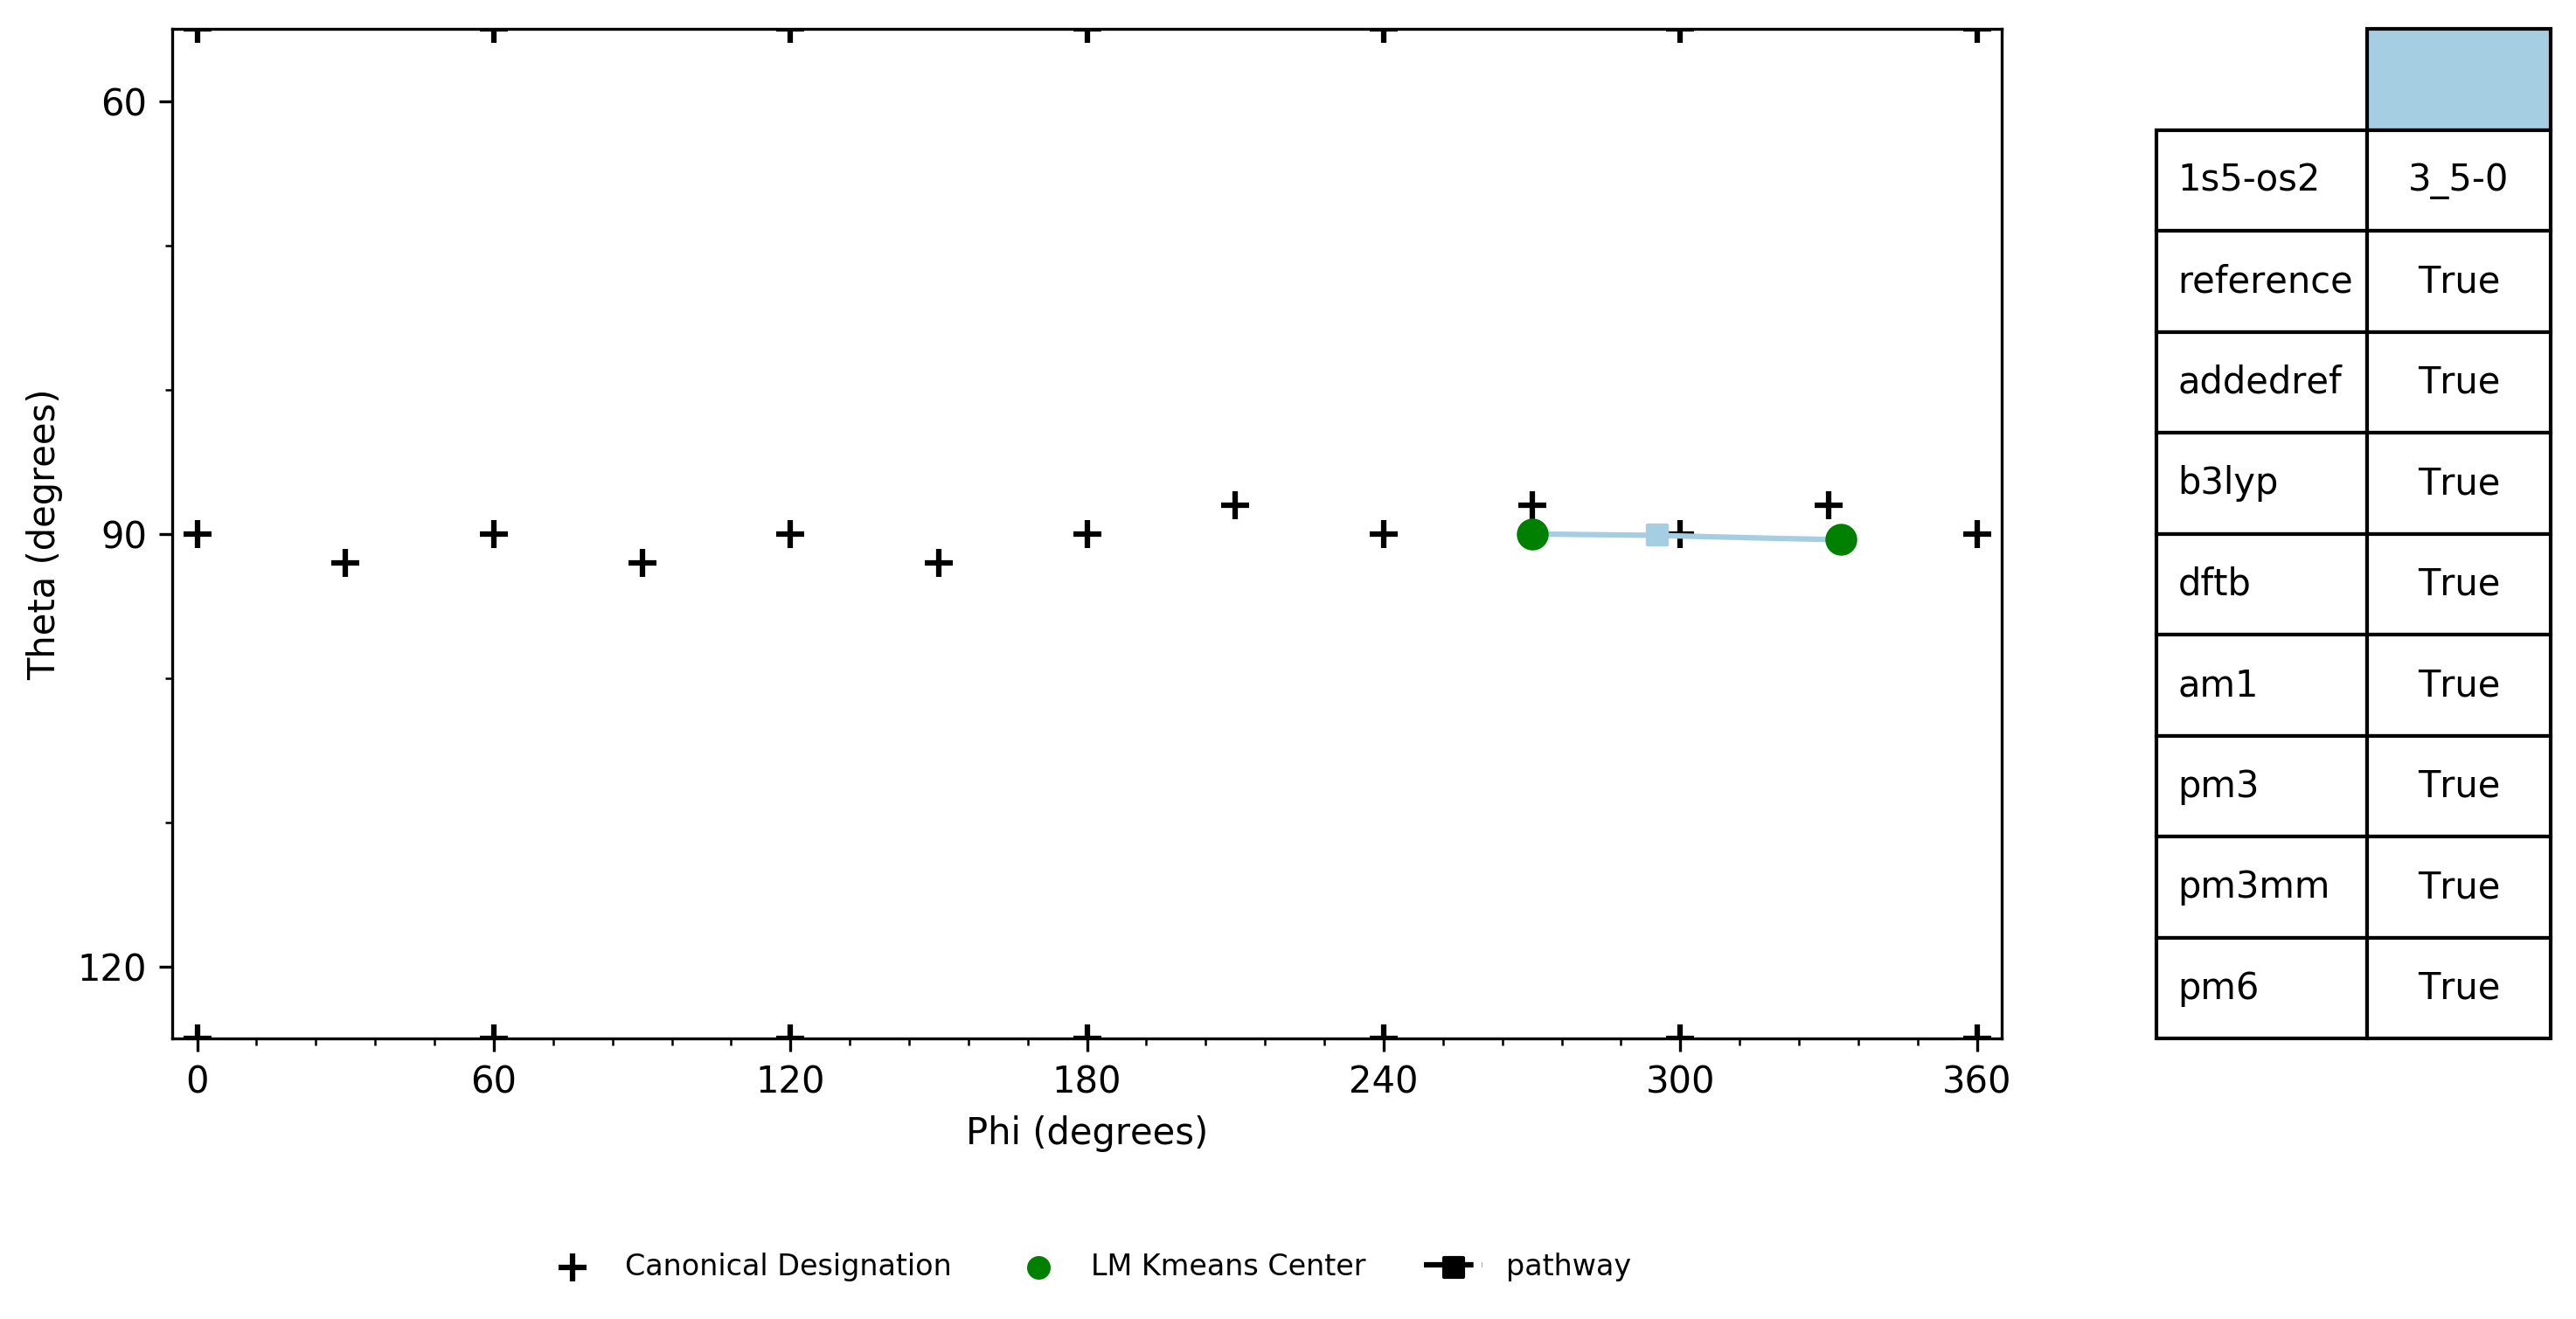 60
90
120
Theta (degrees)
0 60 120 180 240 300 360
Phi (degrees)
Canonical Designation LM Kmeans Center pathway
1s5-os2 3_5-0
reference True
addedref True
b3lyp True
dftb True
am1 True
pm3 True
pm3mm True
pm6 True